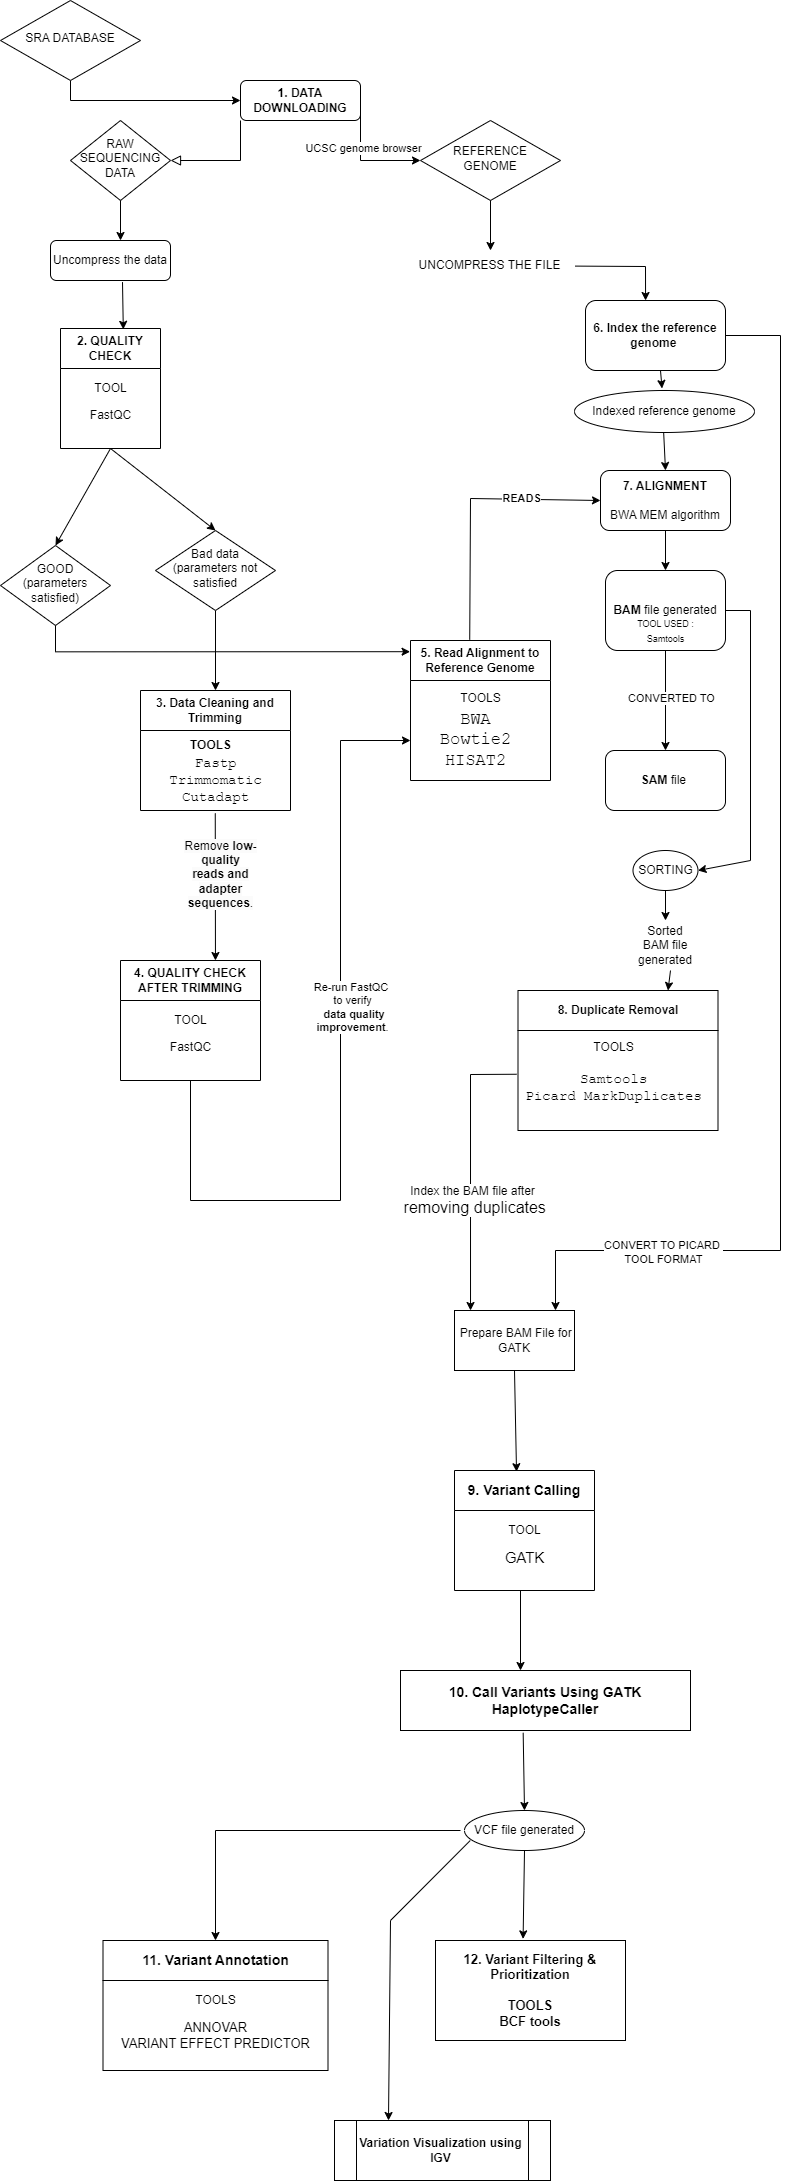 SRA DATABASE
1. DATA
DOWNLOADING
RAW
SEQUENCING
DATA
UCSC genome browser
REFERENCE
GENOME
Uncompress the data
UNCOMPRESS THE FILE
2. QUALITY
CHECK
TOOL
FastQC
6. Index the reference
genome
Indexed reference genome
7. ALIGNMENT
BWA MEM algorithm
READS
GOOD
(parameters
satisfied)
Bad data
(parameters not
satisfied
BAM file generated
TOOL USED :
Samtools
CONVERTED TO
SAM file
5. Read Alignment to
Reference Genome
TOOLS
BWA
Bowtie2
HISAT2
3. Data Cleaning and
Trimming
TOOLS
Fastp
Trimmomatic
Cutadapt
Remove low-
quality
reads and
adapter
sequences.
SORTING
Sorted
BAM file
generated
4. QUALITY CHECK
AFTER TRIMMING
TOOL
FastQC
Re-run FastQC
to verify
data quality
improvement.
8. Duplicate Removal
TOOLS
Samtools
Picard MarkDuplicates
Index the BAM file after
removing duplicates
CONVERT TO PICARD
TOOL FORMAT
Prepare BAM File for
GATK
9. Variant Calling
TOOL
GATK
10. Call Variants Using GATK
HaplotypeCaller
VCF file generated
11. Variant Annotation
TOOLS
ANNOVAR
VARIANT EFFECT PREDICTOR
12. Variant Filtering &
Prioritization
TOOLS
BCF tools
Variation Visualization using
IGV